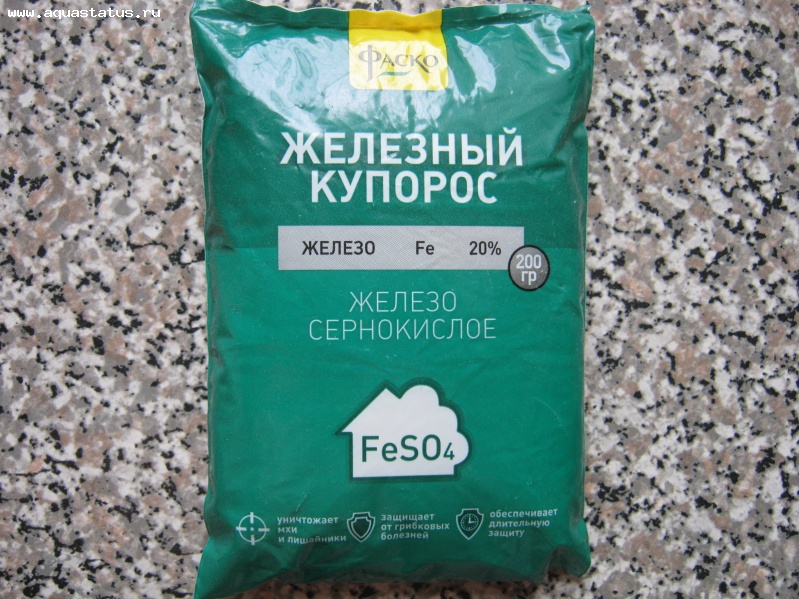 www.aquastatus.ru
ФАСКО
ЖЕЛЕЗНЫЙ
КУПОРОС
ЖЕЛЕЗО Fe 20%
200
гр
ЖЕЛЕЗО
СЕРНОКИСЛОЕ
FeSO4
уничтожает
мхи
и лишайники
защищает
от грибковых
болезней
обеспечивает
длительную
защиту